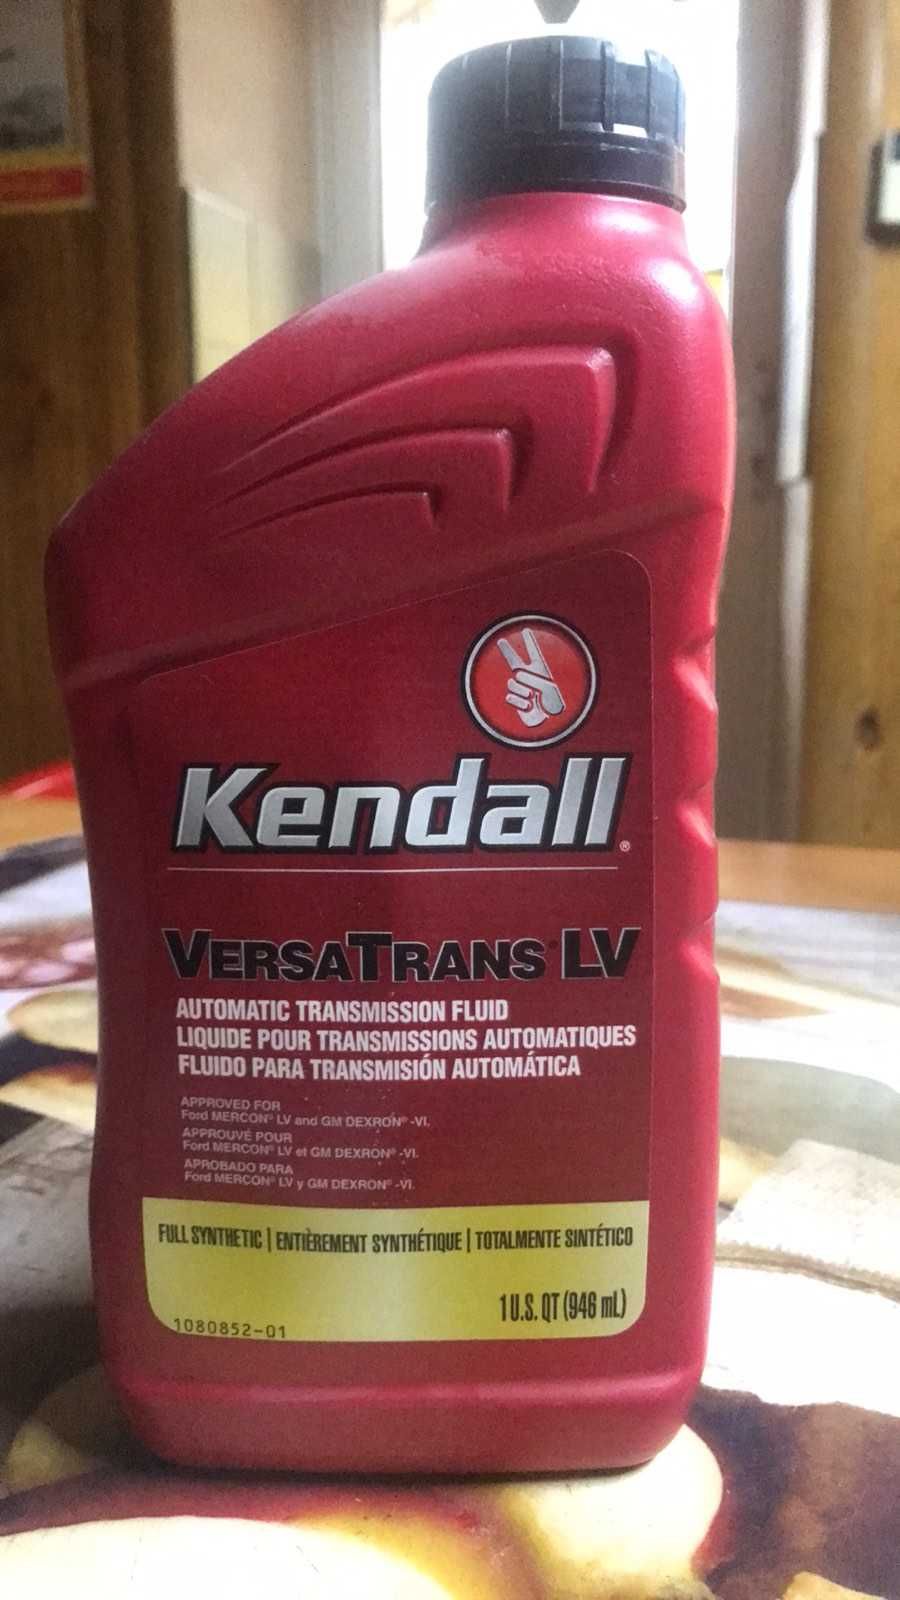 Kendall®
VERSATRANS® LV
AUTOMATIC TRANSMISSION FLUID
LIQUIDE POUR TRANSMISSIONS AUTOMATIQUES
FLUIDO PARA TRANSMISIÓN AUTOMÁTICA
APPROVED FOR
Ford MERCON® LV and GM DEXRON® -VI.
APPROUVÉ POUR
Ford MERCON® LV et GM DEXRON® -VI.
APROBADO PARA
Ford MERCON® LV y GM DEXRON® -VI.
FULL SYNTHETIC | ENTIÈREMENT SYNTHÉTIQUE | TOTALMENTE SINTÉTICO
1 U.S. QT (946 mL)
1080852-01